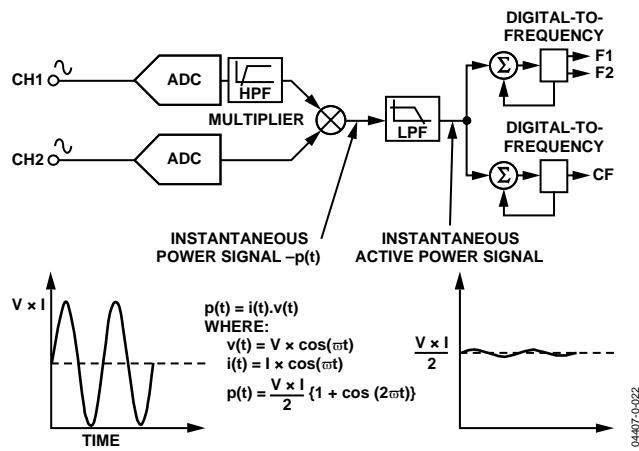 DIGITAL-TO-
FREQUENCY
F1
F2
CH1
ADC
HPF
MULTIPLIER
LPF
Σ
CH2
ADC
DIGITAL-TO-
FREQUENCY
Σ
CF
INSTANTANEOUS
POWER SIGNAL –p(t)
INSTANTANEOUS
ACTIVE POWER SIGNAL
V × I
TIME
p(t) = i(t).v(t)
WHERE:
v(t) = V × cos(ϖt)
i(t) = I × cos(ϖt)
p(t) = V × I / 2 {1 + cos (2ϖt)}
V × I
2
04407-0-022